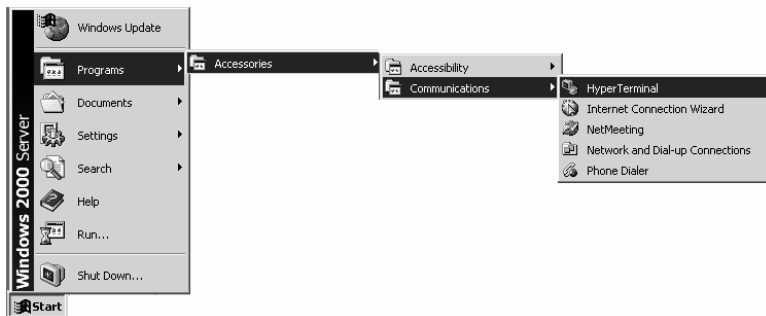 Windows 2000 Server
Windows Update
Programs
Documents
Settings
Search
Help
Run...
Shut Down...
Start
Accessories
Accessibility
Communications
HyperTerminal
Internet Connection Wizard
NetMeeting
Network and Dial-up Connections
Phone Dialer